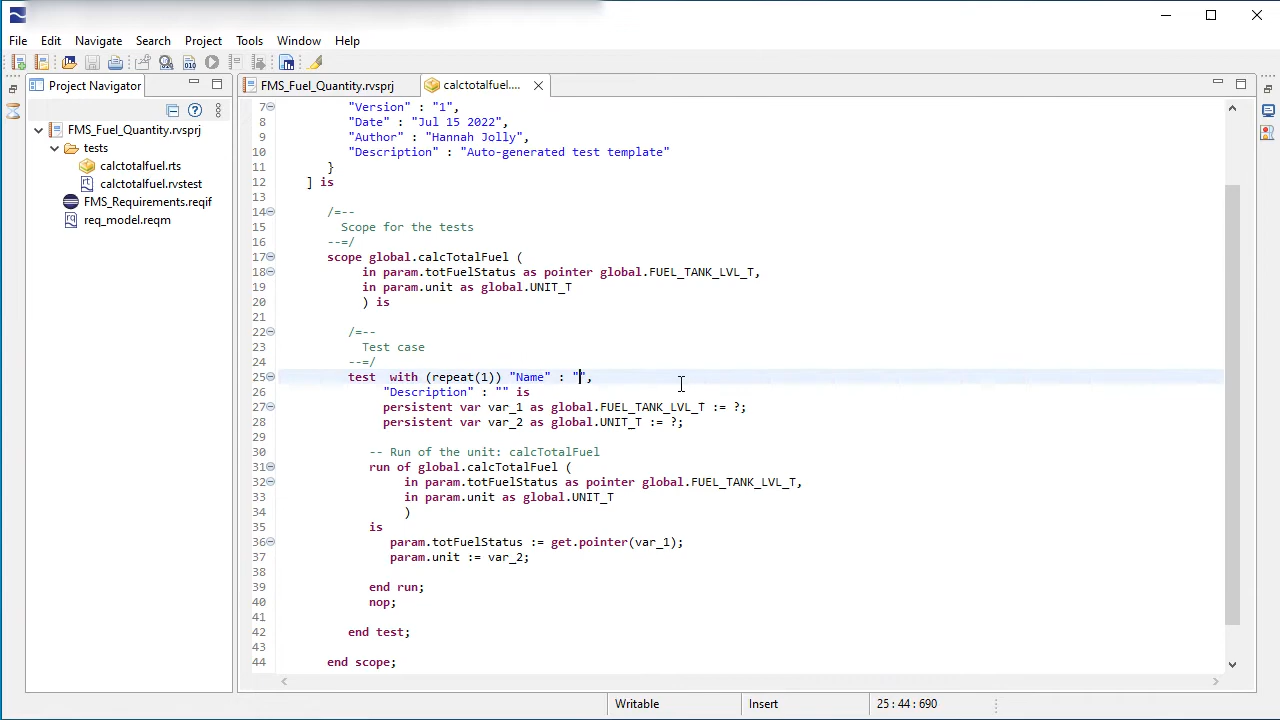 File Edit Navigate Search Project Tools Window Help
Project Navigator
FMS_Fuel_Quantity.rvsprj
calctotalfuel....
FMS_Fuel_Quantity.rvsprj
tests
calctotalfuel.rts
calctotalfuel.rvstest
FMS_Requirements.reqif
req_model.reqm
7 "Version" : "1",
8 "Date" : "Jul 15 2022",
9 "Author" : "Hannah Jolly",
10 "Description" : "Auto-generated test template"
11 }
12 ] is
13
14 /=--
15 Scope for the tests
16 --=/
17 scope global.calcTotalFuel (
18 in param.totFuelStatus as pointer global.FUEL_TANK_LVL_T,
19 in param.unit as global.UNIT_T
20 ) is
21
22 /=--
23 Test case
24 --=/
25 test with (repeat(1)) "Name" : "",
26 "Description" : "" is
27 persistent var var_1 as global.FUEL_TANK_LVL_T := ?;
28 persistent var var_2 as global.UNIT_T := ?;
29
30 -- Run of the unit: calcTotalFuel
31 run of global.calcTotalFuel (
32 in param.totFuelStatus as pointer global.FUEL_TANK_LVL_T,
33 in param.unit as global.UNIT_T
34 )
35 is
36 param.totFuelStatus := get.pointer(var_1);
37 param.unit := var_2;
38
39 end run;
40 nop;
41
42 end test;
43
44 end scope;
Writable Insert 25 : 44 : 690